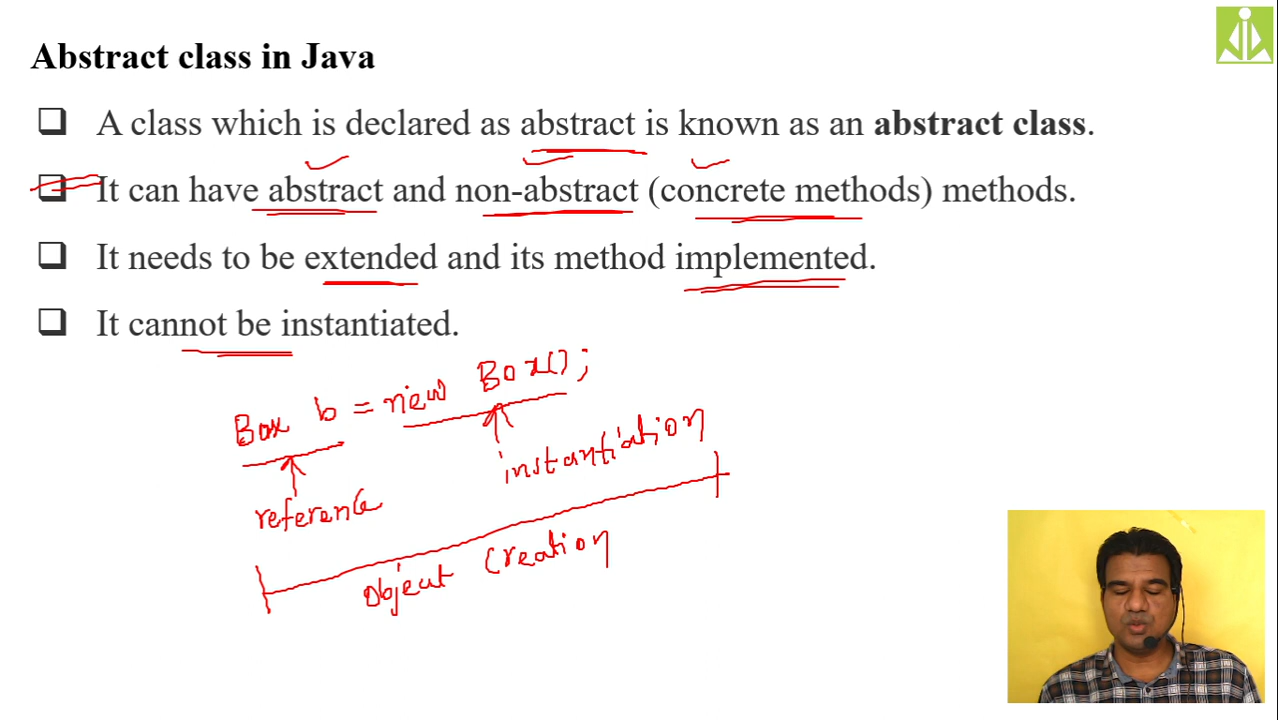 Abstract class in Java
❑ A class which is declared as abstract is known as an abstract class.
❑ It can have abstract and non-abstract (concrete methods) methods.
❑ It needs to be extended and its method implemented.
❑ It cannot be instantiated.
Box b = new Box();
reference
instantiation
object creation